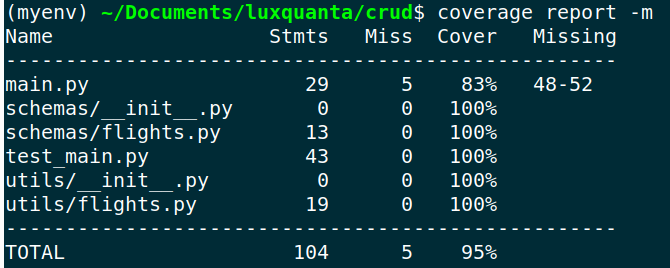 (myenv) ~/Documents/luxquanta/crud$ coverage report -m
Name                    Stmts   Miss  Cover   Missing
---------------------------------------------------
main.py                    29      5    83%   48-52
schemas/__init__.py         0      0   100%
schemas/flights.py         13      0   100%
test_main.py               43      0   100%
utils/__init__.py           0      0   100%
utils/flights.py           19      0   100%
---------------------------------------------------
TOTAL                     104      5    95%